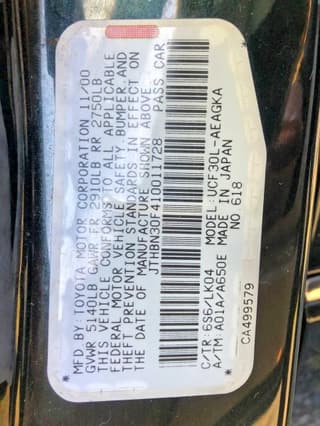 MFD. BY TOYOTA MOTOR CORPORATION 11/00
GVWR 5140LB GAWR FR 2910LB RR 2750LB
THIS VEHICLE CONFORMS TO ALL APPLICABLE
FEDERAL MOTOR VEHICLE SAFETY, BUMPER, AND
THEFT PREVENTION STANDARDS IN EFFECT ON
THE DATE OF MANUFACTURE SHOWN ABOVE.
JTHBN30F410011728 PASS CAR
C/TR: 6S6/LK04 MODEL: UCF30L-AEAGKA
A/TM: A01A/A650E MADE IN JAPAN
NO 618
CA499579